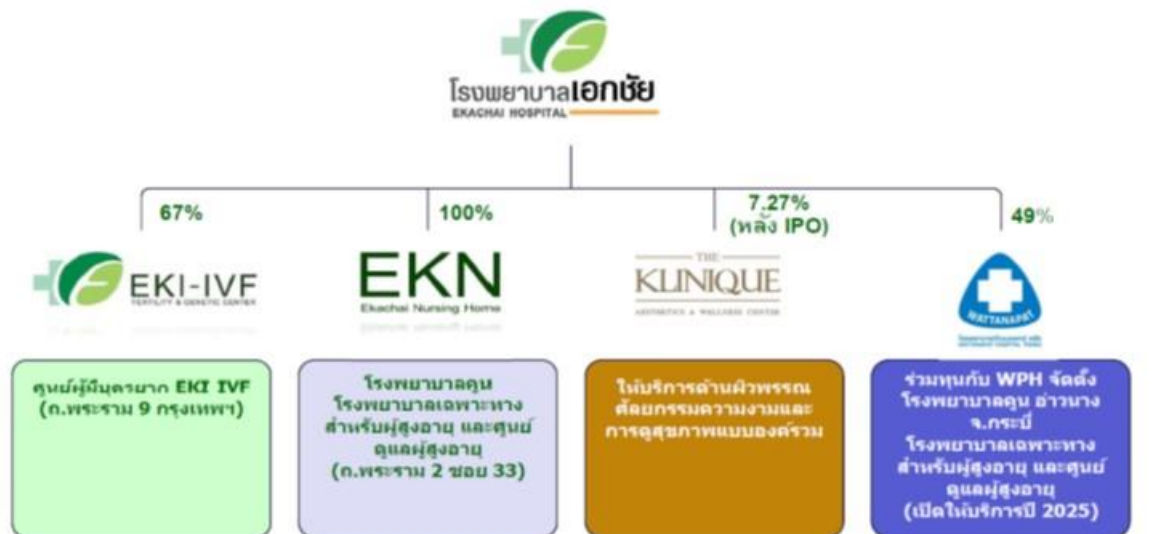 โรงพยาบาลเอกชัย
EKACHAI HOSPITAL
67%
100%
7.27%
(หลัง IPO)
49%
EKI-IVF
FERTILITY & GENETIC CENTER
EKN
Ekachai Nursing Home
THE
KLINIQUE
AESTHETICS & WELLNESS CENTER
WATTANAPAT
ศูนย์ผู้มีบุตรยาก EKI IVF
(ถ.พระราม 9 กรุงเทพฯ)
โรงพยาบาลคูน
โรงพยาบาลเฉพาะทาง
สำหรับผู้สูงอายุ และศูนย์
ดูแลผู้สูงอายุ
(ถ.พระราม 2 ซอย 33)
ให้บริการด้านผิวพรรณ
ศัลยกรรมความงามและ
การดูสุขภาพแบบองค์รวม
ร่วมทุนกับ WPH จัดตั้ง
โรงพยาบาลคูน อ่าวนาง
จ.กระบี่
โรงพยาบาลเฉพาะทาง
สำหรับผู้สูงอายุ และศูนย์
ดูแลผู้สูงอายุ
(เปิดให้บริการปี 2025)